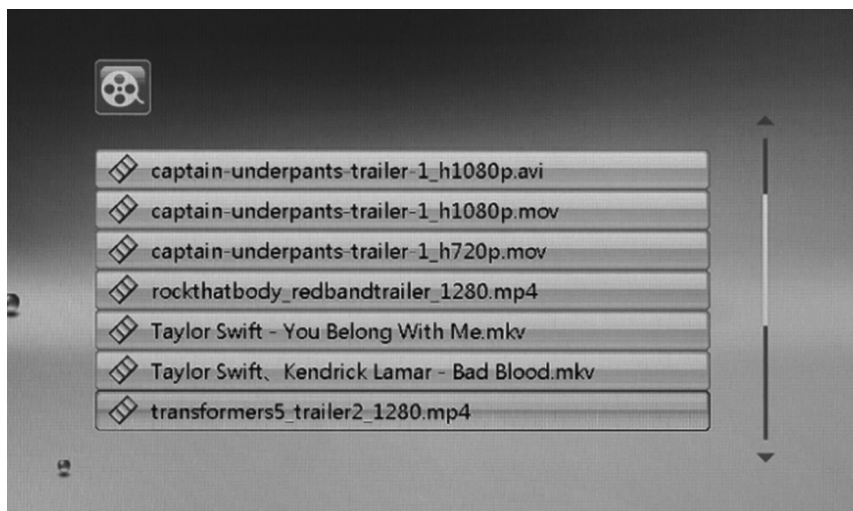 captain-underpants-trailer-1_h1080p.avi
captain-underpants-trailer-1_h1080p.mov
captain-underpants-trailer-1_h720p.mov
rockthatbody_redbandtrailer_1280.mp4
Taylor Swift - You Belong With Me.mkv
Taylor Swift、Kendrick Lamar - Bad Blood.mkv
transformers5_trailer2_1280.mp4